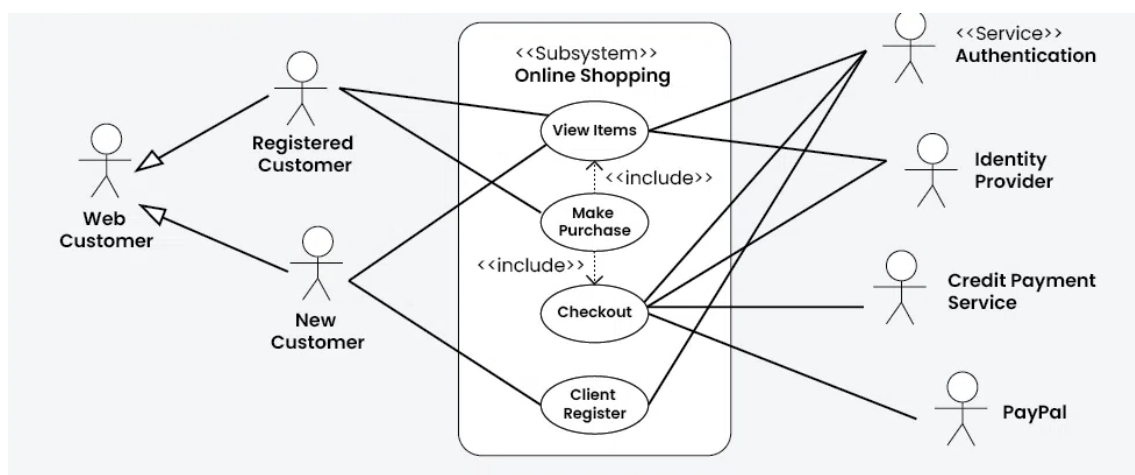 <<Subsystem>>
Online Shopping
<<Service>>
Authentication
Registered
Customer
View Items
Identity
Provider
<<include>>
Web
Customer
Make
Purchase
<<include>>
New
Customer
Checkout
Credit Payment
Service
Client
Register
PayPal